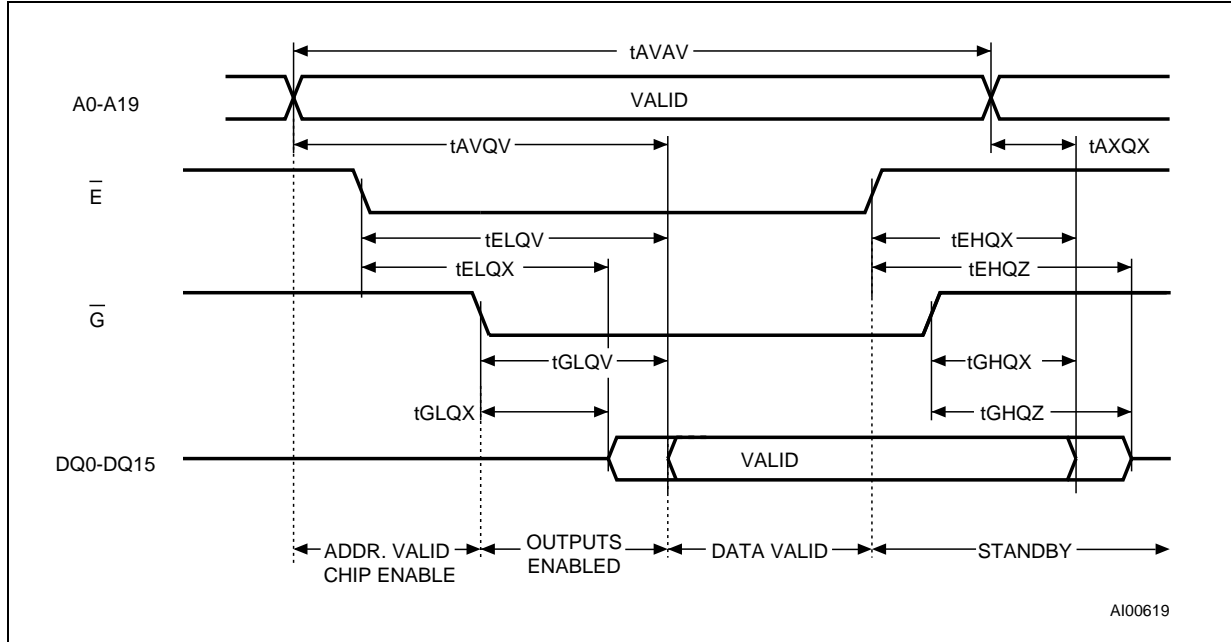 tAVAV
A0-A19
VALID
tAVQV
tAXQX
E
tELQV
tEHQX
tELQX
tEHQZ
G
tGLQV
tGHQX
tGLQX
tGHQZ
DQ0-DQ15
VALID
ADDR. VALID
CHIP ENABLE
OUTPUTS
ENABLED
DATA VALID
STANDBY
AI00619